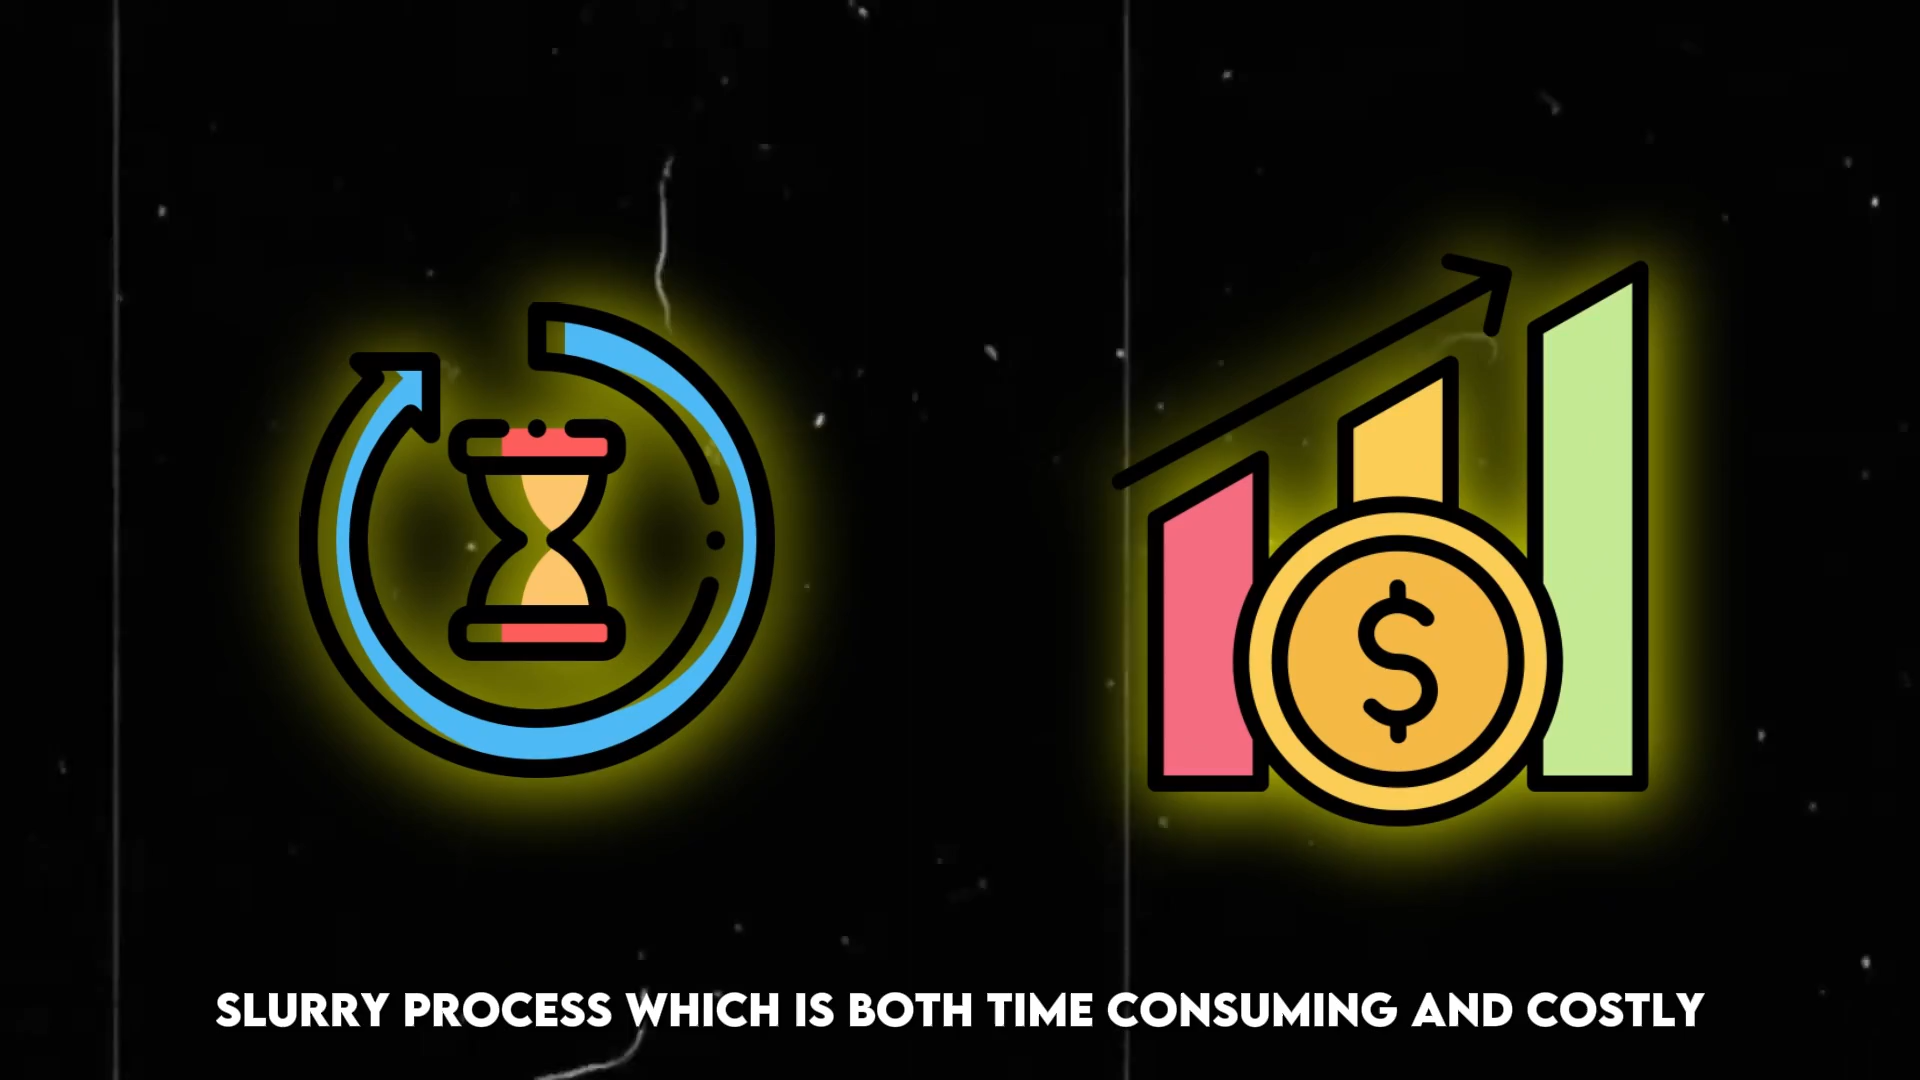 SLURRY PROCESS WHICH IS BOTH TIME CONSUMING AND COSTLY
$